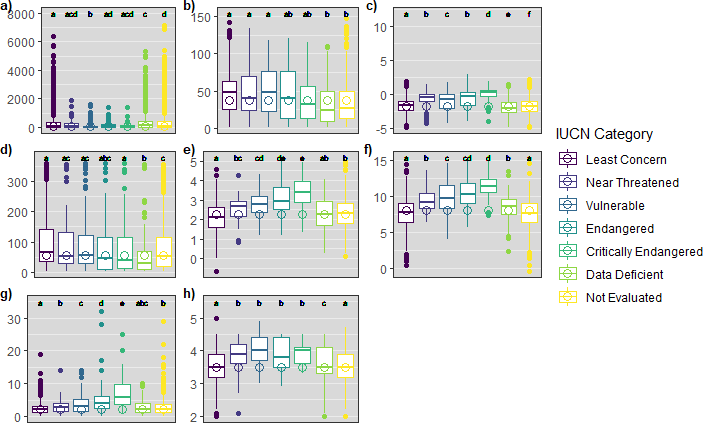 a)
8000
6000
4000
2000
0
a acd b ad acd c d
b)
150
100
50
0
a a a ab ab b b
c)
10
5
0
-5
a b c b d e f
IUCN Category
Least Concern
Near Threatened
Vulnerable
Endangered
Critically Endangered
Data Deficient
Not Evaluated
d)
300
200
100
0
a ac ac abc a b c
e)
5
4
3
2
1
0
-1
a bc cd de e ab b
f)
15
10
5
0
a b c c d b a
g)
30
20
10
0
a b c d e abc b
h)
5
4
3
2
a b b b b c a